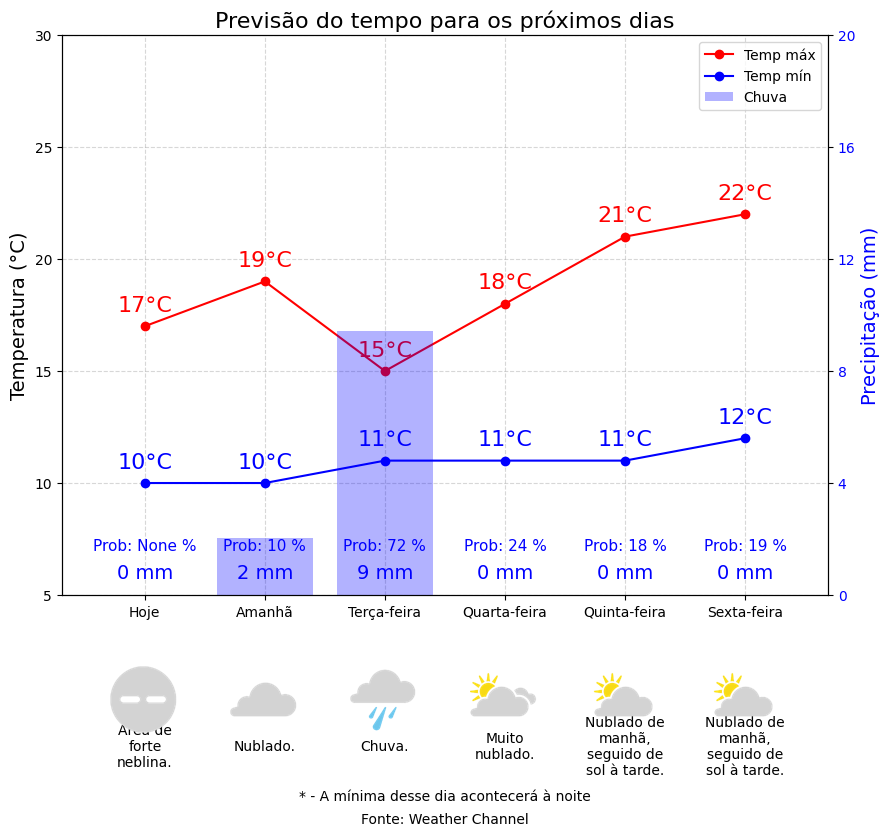 Previsão do tempo para os próximos dias
30
25
20
15
10
5
Temperatura (°C)
20
16
12
8
4
0
Precipitação (mm)
Temp máx
Temp mín
Chuva
17°C
19°C
15°C
18°C
21°C
22°C
10°C
10°C
11°C
11°C
11°C
12°C
Prob: None %
Prob: 10 %
Prob: 72 %
Prob: 24 %
Prob: 18 %
Prob: 19 %
0 mm
2 mm
9 mm
0 mm
0 mm
0 mm
Hoje
Amanhã
Terça-feira
Quarta-feira
Quinta-feira
Sexta-feira
Área de
forte
neblina.
Nublado.
Chuva.
Muito
nublado.
Nublado de
manhã,
seguido de
sol à tarde.
Nublado de
manhã,
seguido de
sol à tarde.
* - A mínima desse dia acontecerá à noite
Fonte: Weather Channel